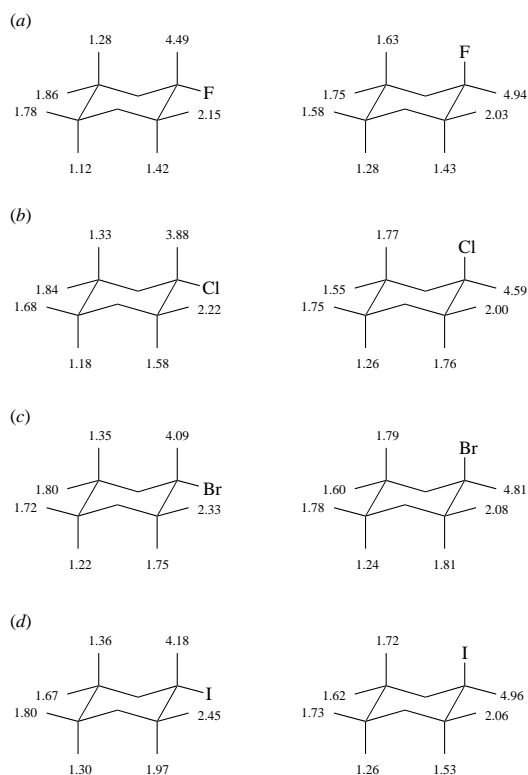 (a)
1.28 4.49 1.63 F
1.86 F 1.75 4.94
1.78 2.15 1.58 2.03
1.12 1.42 1.28 1.43
(b)
1.33 3.88 1.77 Cl
1.84 Cl 1.55 4.59
1.68 2.22 1.75 2.00
1.18 1.58 1.26 1.76
(c)
1.35 4.09 1.79 Br
1.80 Br 1.60 4.81
1.72 2.33 1.78 2.08
1.22 1.75 1.24 1.81
(d)
1.36 4.18 1.72 I
1.67 I 1.62 4.96
1.80 2.45 1.73 2.06
1.30 1.97 1.26 1.53